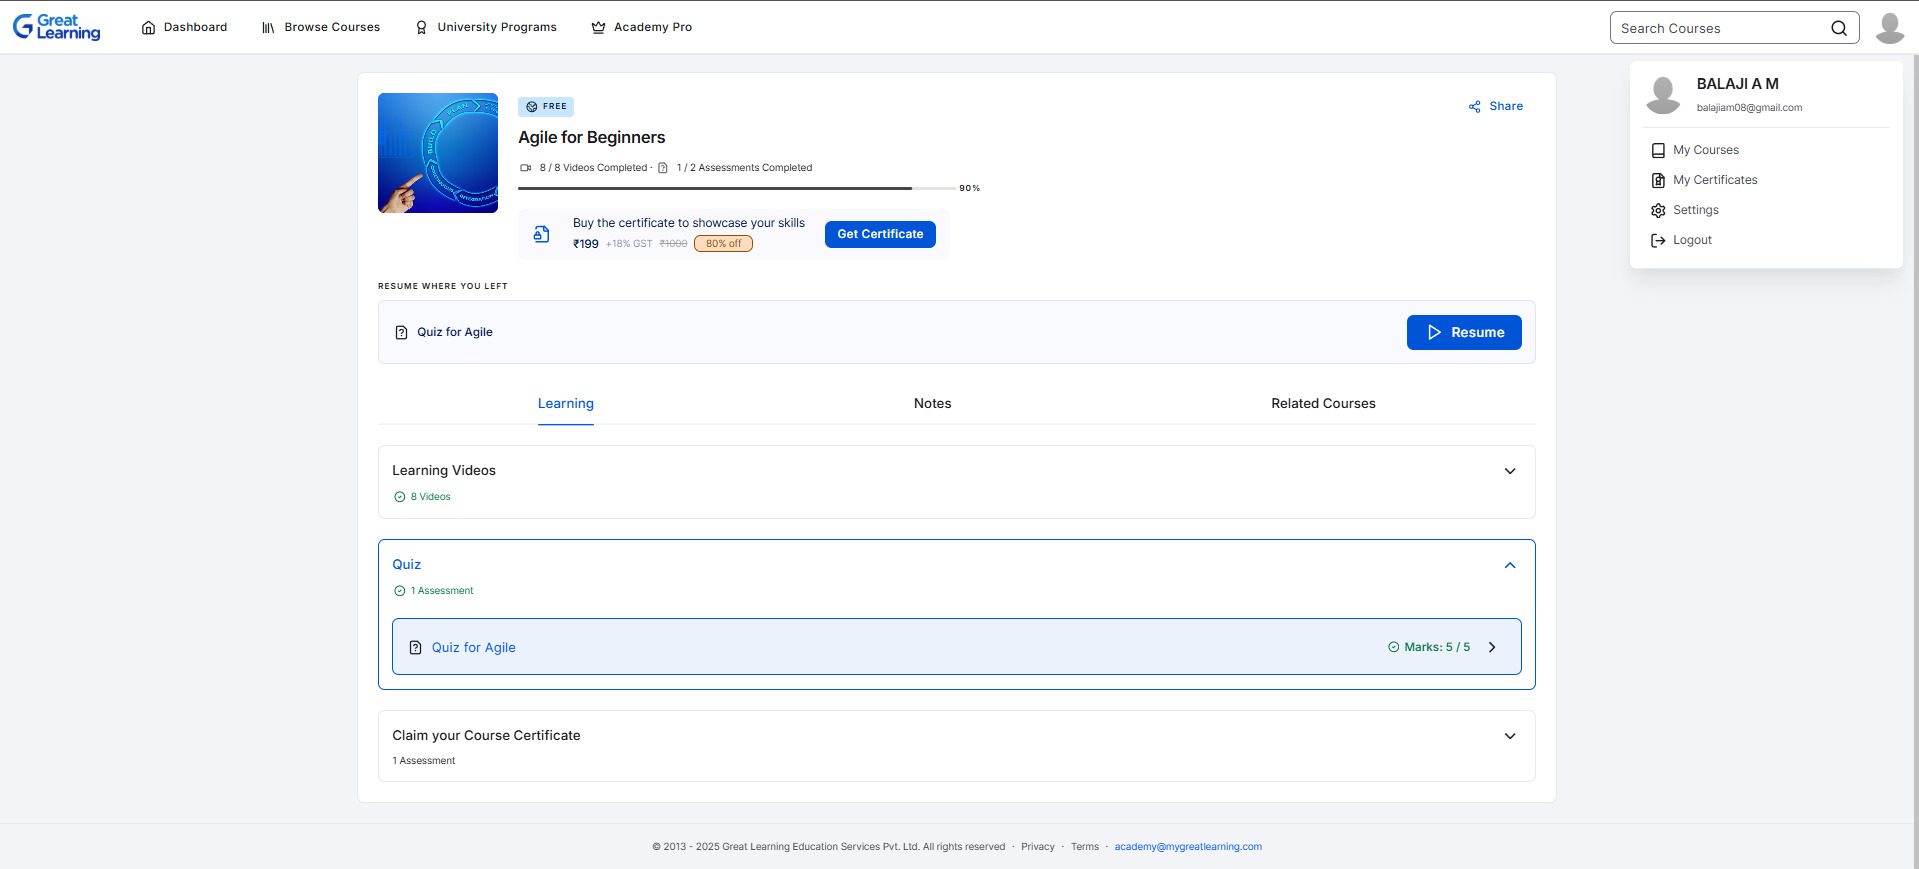 Great Learning
Dashboard
Browse Courses
University Programs
Academy Pro
Search Courses
BALAJI A M
balajiam08@gmail.com
My Courses
My Certificates
Settings
Logout
PLAN
BUILD
FREE
Share
Agile for Beginners
8 / 8 Videos Completed · 1 / 2 Assessments Completed
90%
Buy the certificate to showcase your skills
₹199 +18% GST ₹1000 80% off
Get Certificate
RESUME WHERE YOU LEFT
Quiz for Agile
Resume
Learning
Notes
Related Courses
Learning Videos
8 Videos
Quiz
1 Assessment
Quiz for Agile
Marks: 5 / 5
Claim your Course Certificate
1 Assessment
© 2013 - 2025 Great Learning Education Services Pvt. Ltd. All rights reserved · Privacy · Terms · academy@mygreatlearning.com